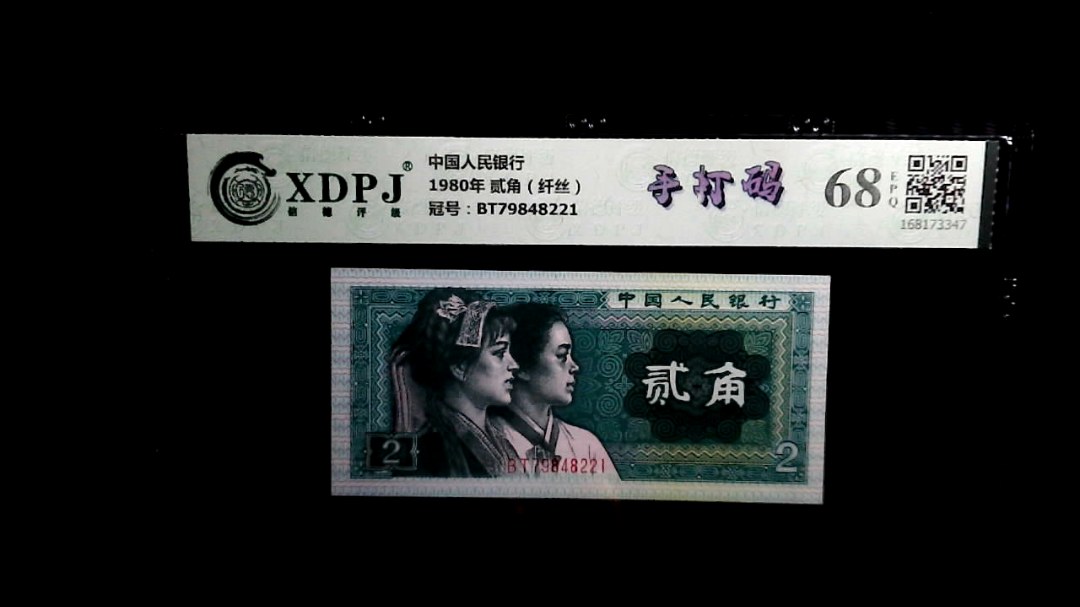 XDPJ®
信德评级
中国人民银行
1980年 贰角（纤丝）
冠号：BT79848221
手打码
68
EPQ
168173347
中国人民银行
贰角
2
2
BT79848221